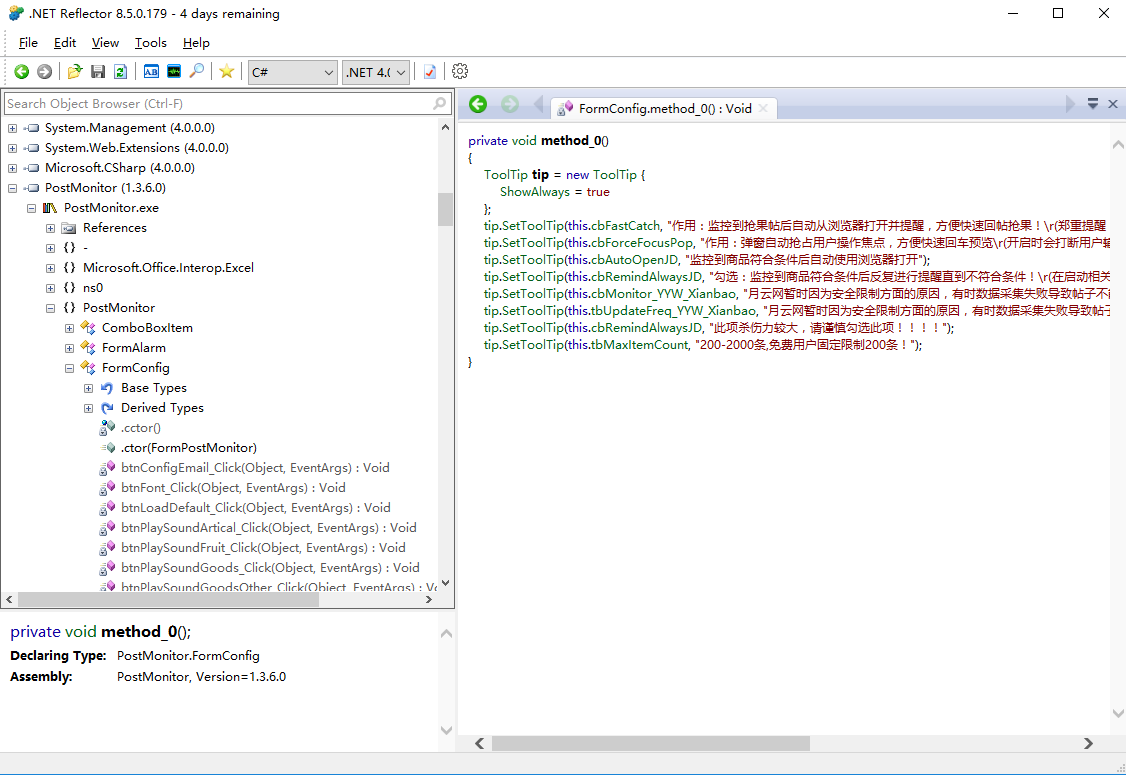 .NET Reflector 8.5.0.179 - 4 days remaining
File Edit View Tools Help
C# .NET 4.(
Search Object Browser (Ctrl-F)
System.Management (4.0.0.0)
System.Web.Extensions (4.0.0.0)
Microsoft.CSharp (4.0.0.0)
PostMonitor (1.3.6.0)
PostMonitor.exe
References
{} -
{} Microsoft.Office.Interop.Excel
{} ns0
{} PostMonitor
ComboBoxItem
FormAlarm
FormConfig
Base Types
Derived Types
.cctor()
.ctor(FormPostMonitor)
btnConfigEmail_Click(Object, EventArgs) : Void
btnFont_Click(Object, EventArgs) : Void
btnLoadDefault_Click(Object, EventArgs) : Void
btnPlaySoundArtical_Click(Object, EventArgs) : Void
btnPlaySoundFruit_Click(Object, EventArgs) : Void
btnPlaySoundGoods_Click(Object, EventArgs) : Void
btnPlaySoundGoodsOther_Click(Object, EventArgs) : Vo
private void method_0();
Declaring Type: PostMonitor.FormConfig
Assembly: PostMonitor, Version=1.3.6.0
FormConfig.method_0() : Void
private void method_0()
{
ToolTip tip = new ToolTip {
ShowAlways = true
};
tip.SetToolTip(this.cbFastCatch, "作用：监控到抢果帖后自动从浏览器打开并提醒，方便快速回帖抢果！\r(郑重提醒
tip.SetToolTip(this.cbForceFocusPop, "作用：弹窗自动抢占用户操作焦点，方便快速回车预览\r(开启时会打断用户输
tip.SetToolTip(this.cbAutoOpenJD, "监控到商品符合条件后自动使用浏览器打开");
tip.SetToolTip(this.cbRemindAlwaysJD, "勾选：监控到商品符合条件后反复进行提醒直到不符合条件！\r(在启动相关
tip.SetToolTip(this.cbMonitor_YYW_Xianbao, "月云网暂时因为安全限制方面的原因，有时数据采集失败导致帖子不能
tip.SetToolTip(this.tbUpdateFreq_YYW_Xianbao, "月云网暂时因为安全限制方面的原因，有时数据采集失败导致帖子
tip.SetToolTip(this.cbRemindAlwaysJD, "此项杀伤力较大，请谨慎勾选此项！！！！");
tip.SetToolTip(this.tbMaxItemCount, "200-2000条,免费用户固定限制200条！");
}